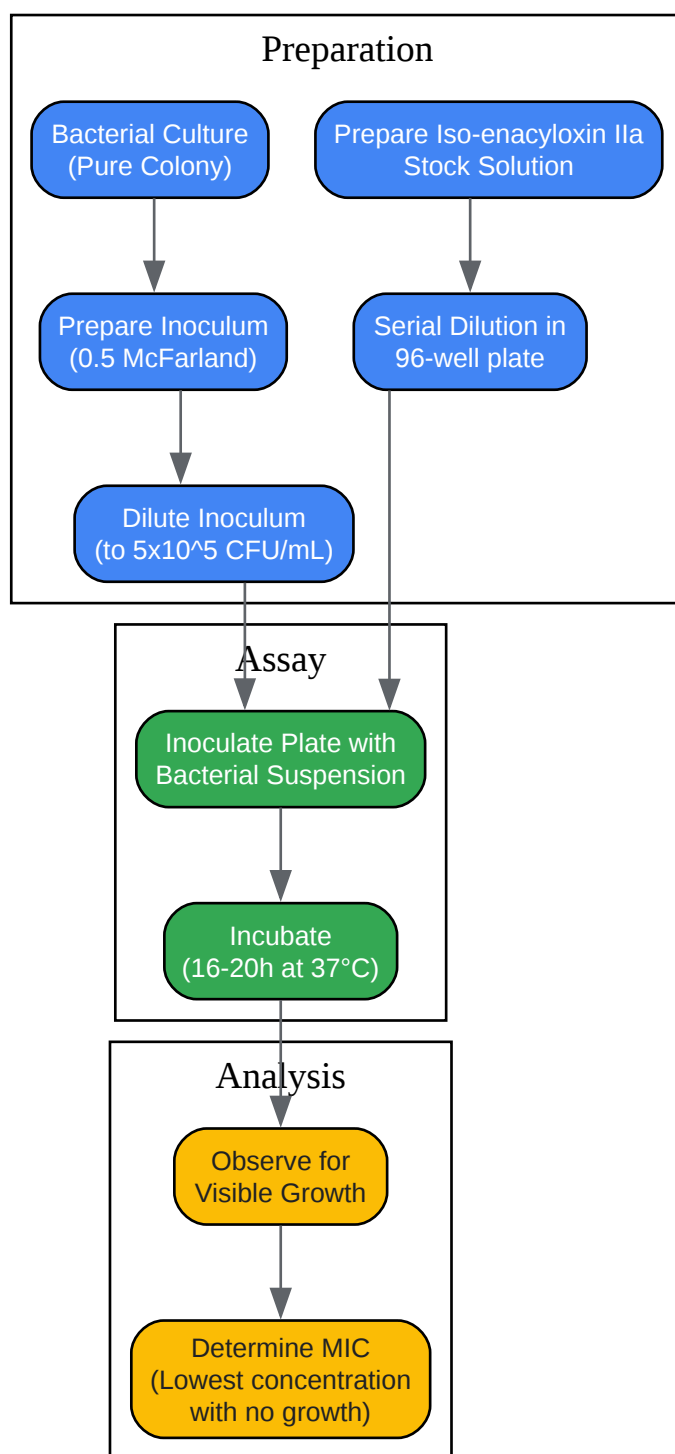 Preparation
Bacterial Culture
(Pure Colony)
Prepare Iso-enacyloxin IIa
Stock Solution
Prepare Inoculum
(0.5 McFarland)
Serial Dilution in
96-well plate
Dilute Inoculum
(to 5x10^5 CFU/mL)
Assay
Inoculate Plate with
Bacterial Suspension
Incubate
(16-20h at 37°C)
Analysis
Observe for
Visible Growth
Determine MIC
(Lowest concentration
with no growth)